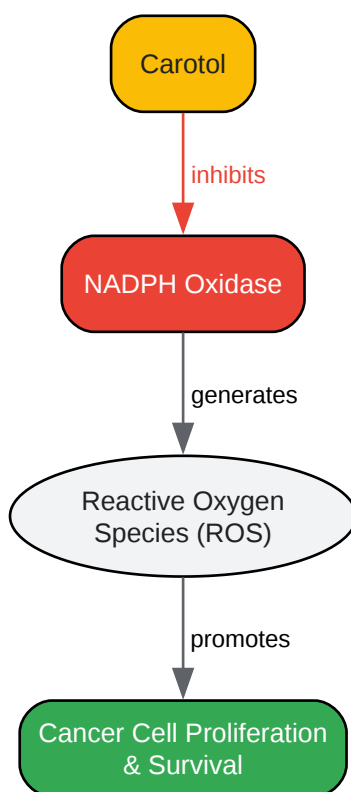 Carotol
inhibits
NADPH Oxidase
generates
Reactive Oxygen
Species (ROS)
promotes
Cancer Cell Proliferation
& Survival